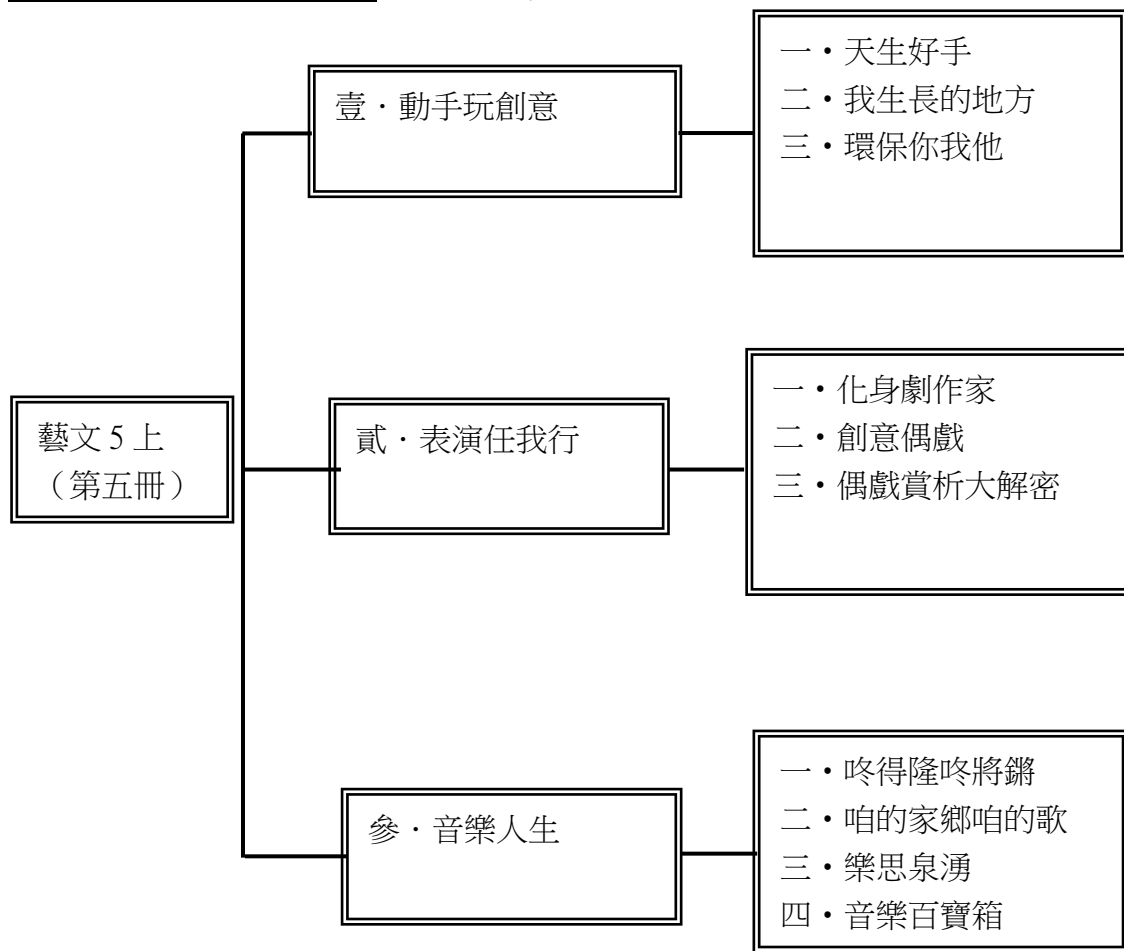 藝文 5 上
（第五冊）
壹．動手玩創意
一・天生好手
二・我生長的地方
三・環保你我他
貳．表演任我行
一・化身劇作家
二・創意偶戲
三・偶戲賞析大解密
參．音樂人生
一・咚得隆咚將鏘
二・咱的家鄉咱的歌
三・樂思泉湧
四・音樂百寶箱